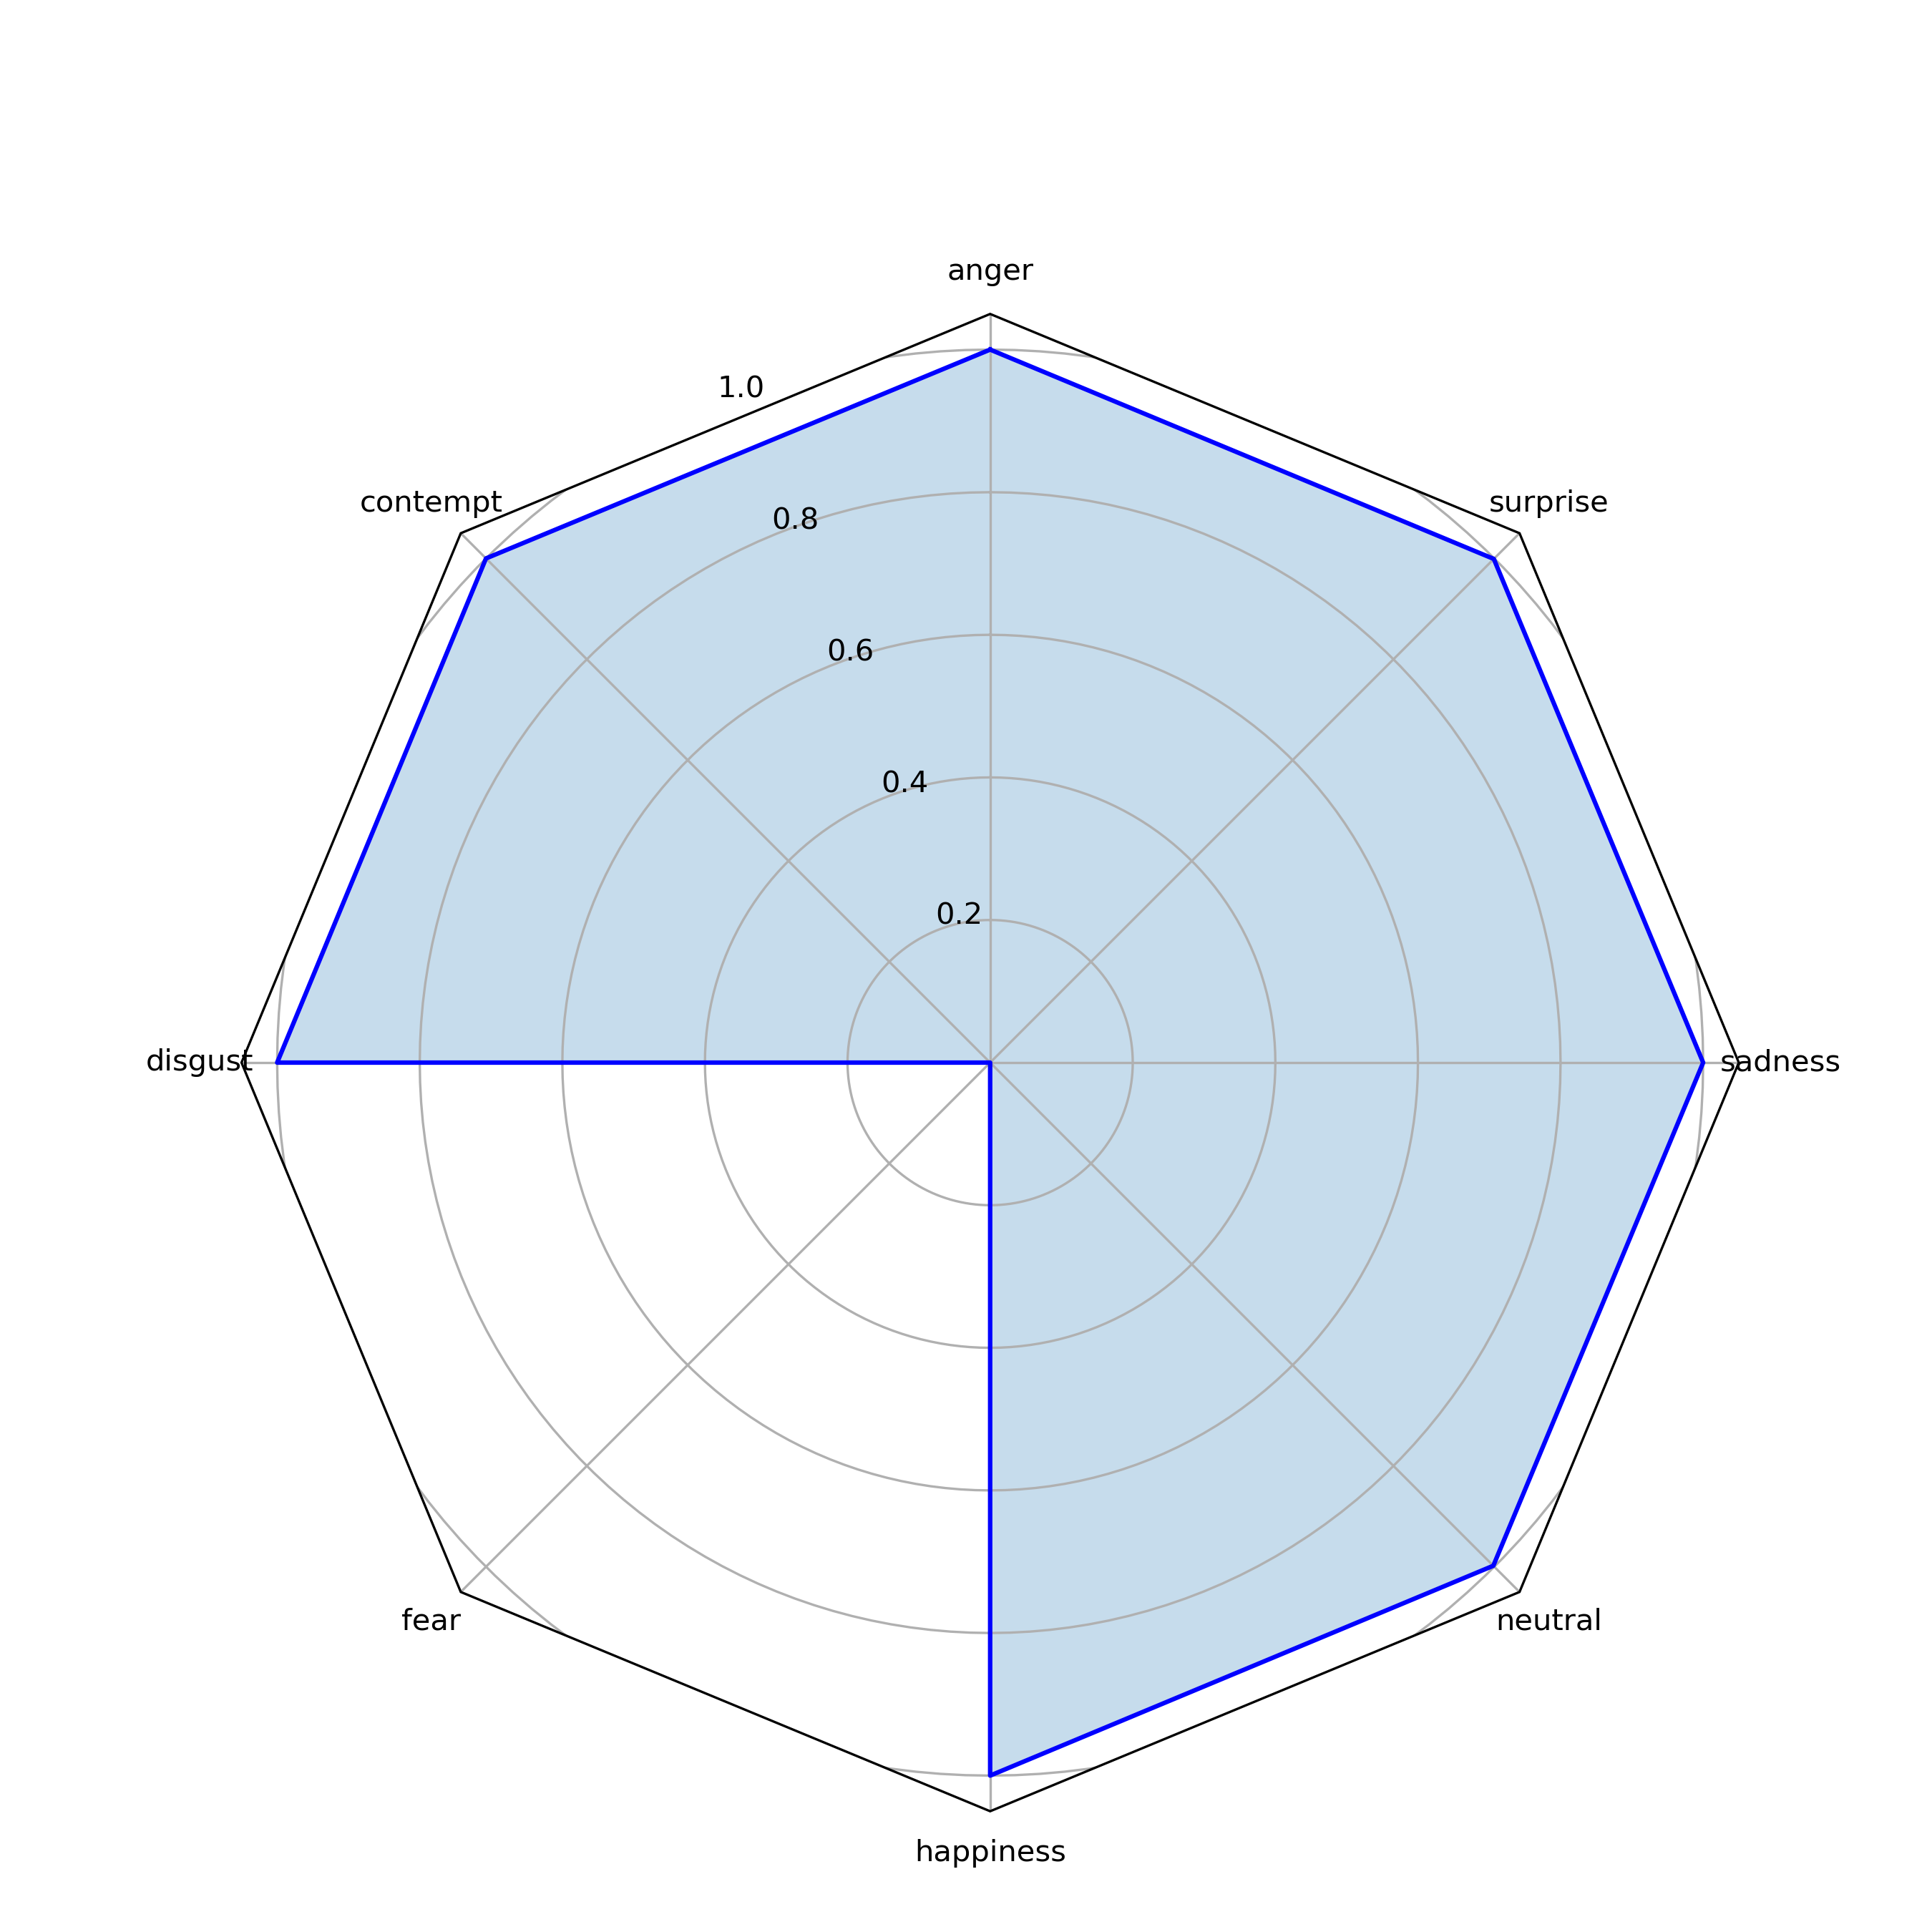 anger
1.0
contempt
surprise
0.8
0.6
0.4
0.2
disgust
sadness
fear
neutral
happiness